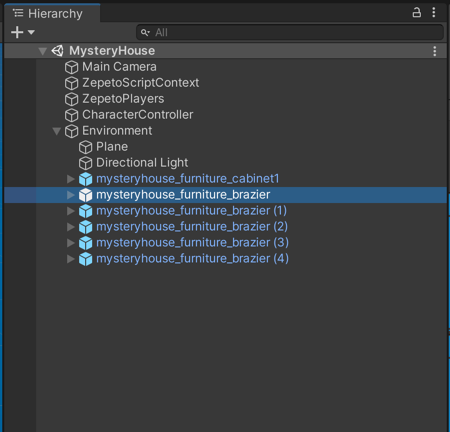 Hierarchy
All
MysteryHouse
Main Camera
ZepetoScriptContext
ZepetoPlayers
CharacterController
Environment
Plane
Directional Light
mysteryhouse_furniture_cabinet1
mysteryhouse_furniture_brazier
mysteryhouse_furniture_brazier (1)
mysteryhouse_furniture_brazier (2)
mysteryhouse_furniture_brazier (3)
mysteryhouse_furniture_brazier (4)